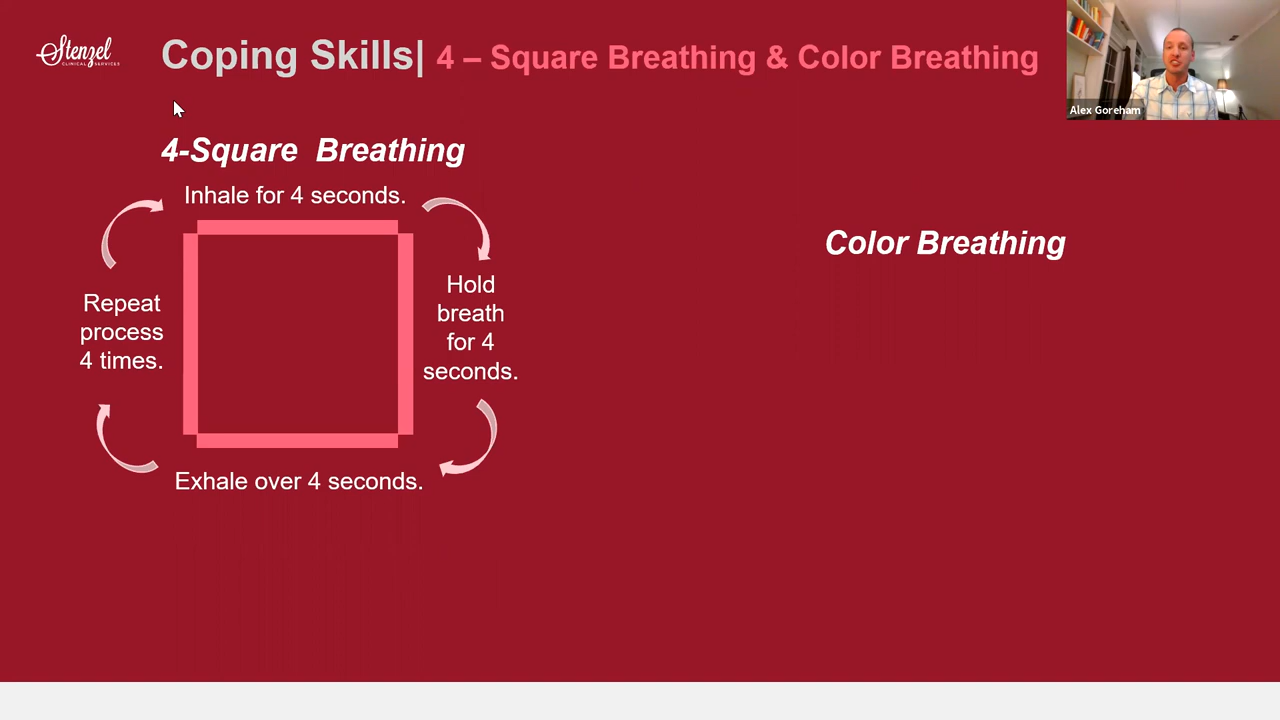 Stenzel
CLINICAL SERVICES
Coping Skills| 4 – Square Breathing & Color Breathing
Alex Goreham
4-Square  Breathing
Inhale for 4 seconds.
Hold
breath
for 4
seconds.
Exhale over 4 seconds.
Repeat
process
4 times.
Color Breathing